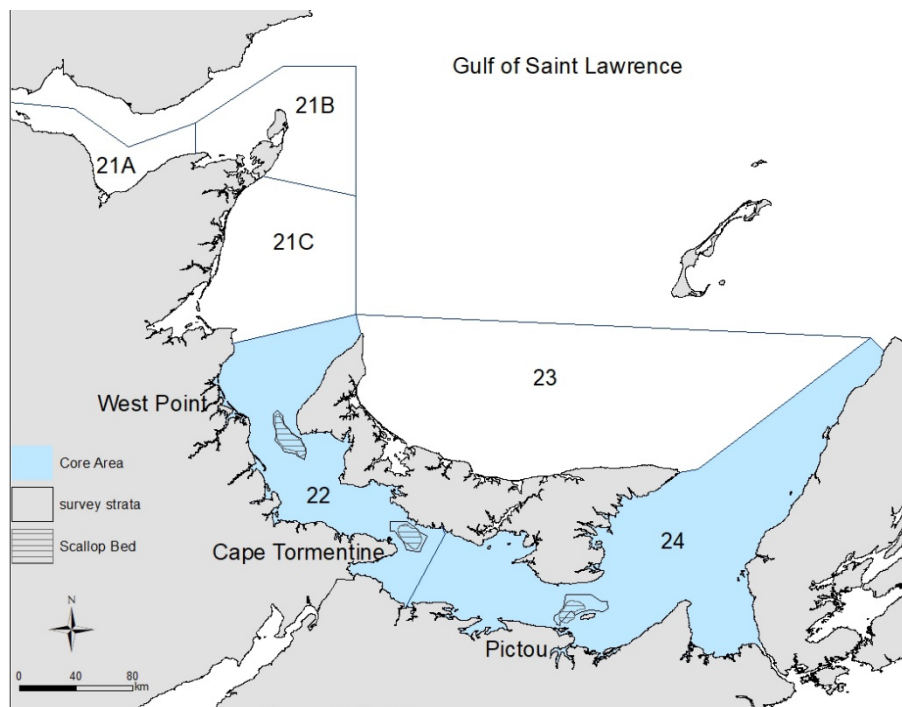 Gulf of Saint Lawrence
21B
21A
21C
23
West Point
Core Area
survey strata
22
Scallop Bed
Cape Tormentine
24
N
Pictou
0 40 80
km